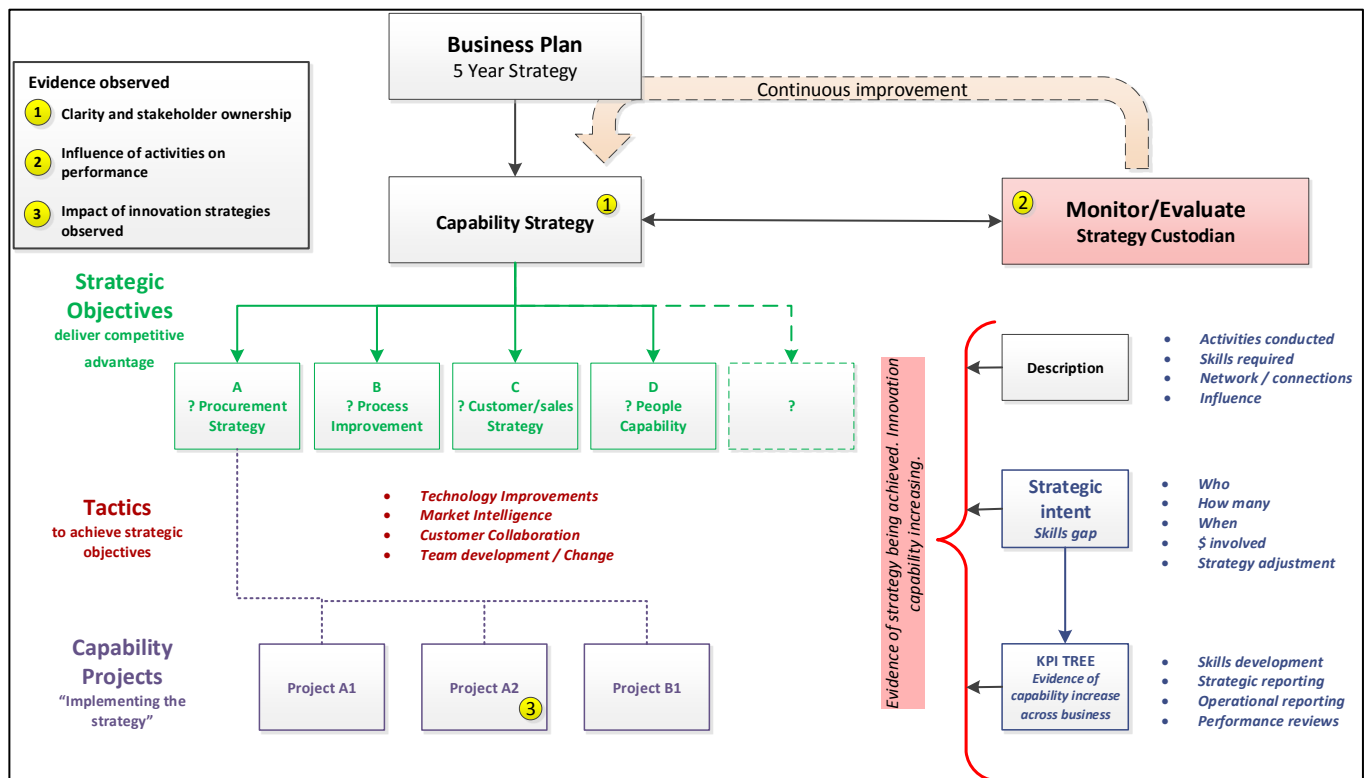 Business Plan
5 Year Strategy
Continuous improvement
Evidence observed
1 Clarity and stakeholder ownership
2 Influence of activities on
performance
3 Impact of innovation strategies
observed
Capability Strategy
1
2
Monitor/Evaluate
Strategy Custodian
Strategic
Objectives
deliver competitive
advantage
A
? Procurement
Strategy
B
? Process
Improvement
C
? Customer/sales
Strategy
D
? People
Capability
?
Tactics
to achieve strategic
objectives
• Technology Improvements
• Market Intelligence
• Customer Collaboration
• Team development / Change
Capability
Projects
“Implementing the
strategy”
Project A1
Project A2
3
Project B1
Evidence of strategy being achieved. Innovation
capability increasing.
Description
• Activities conducted
• Skills required
• Network / connections
• Influence
Strategic
intent
Skills gap
• Who
• How many
• When
• $ involved
• Strategy adjustment
KPI TREE
Evidence of
capability increase
across business
• Skills development
• Strategic reporting
• Operational reporting
• Performance reviews